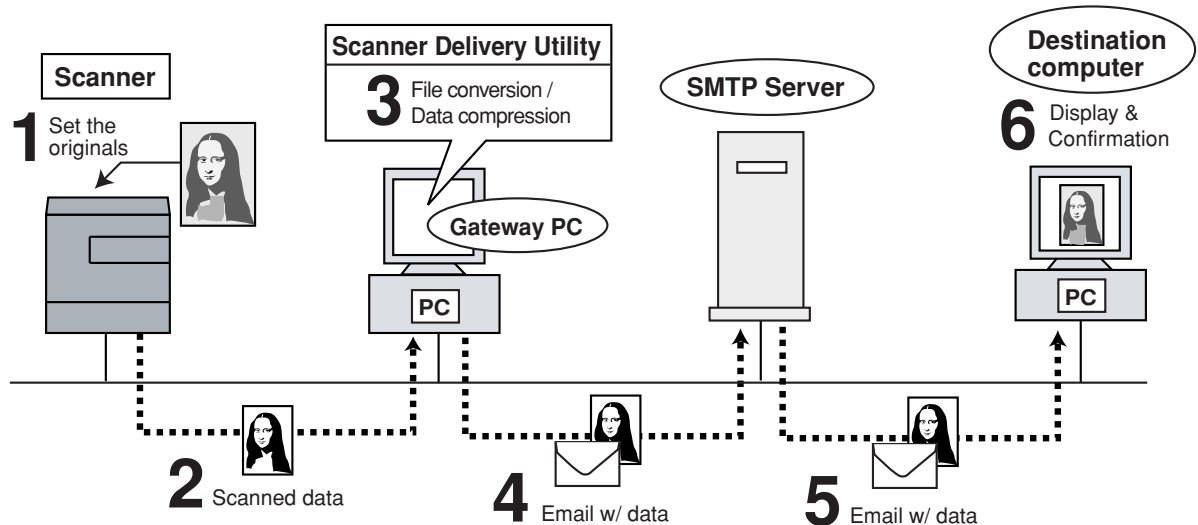 Scanner
1 Set the
originals
Scanner Delivery Utility
3 File conversion /
Data compression
Gateway PC
PC
SMTP Server
Destination
computer
6 Display &
Confirmation
PC
2 Scanned data
4 Email w/ data
5 Email w/ data